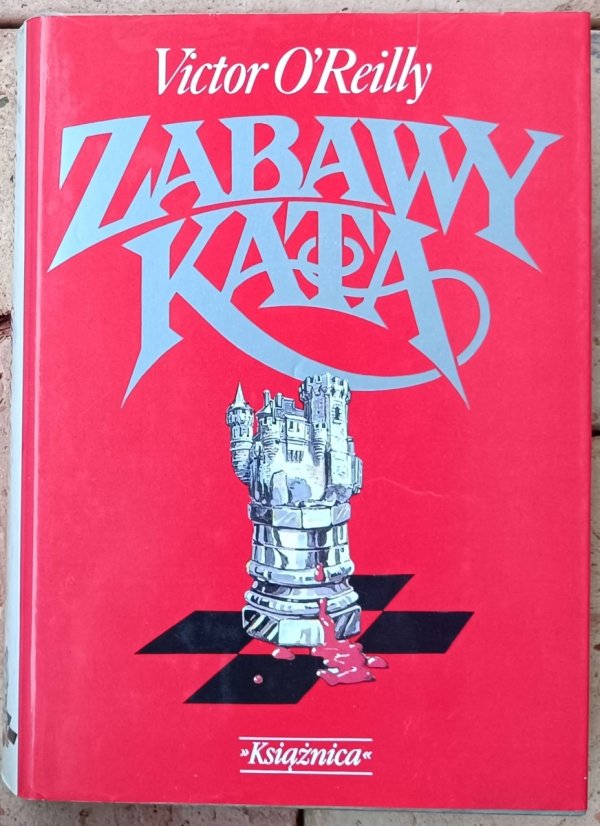 Victor O'Reilly
ZABAWY
KATA
»Książnica«